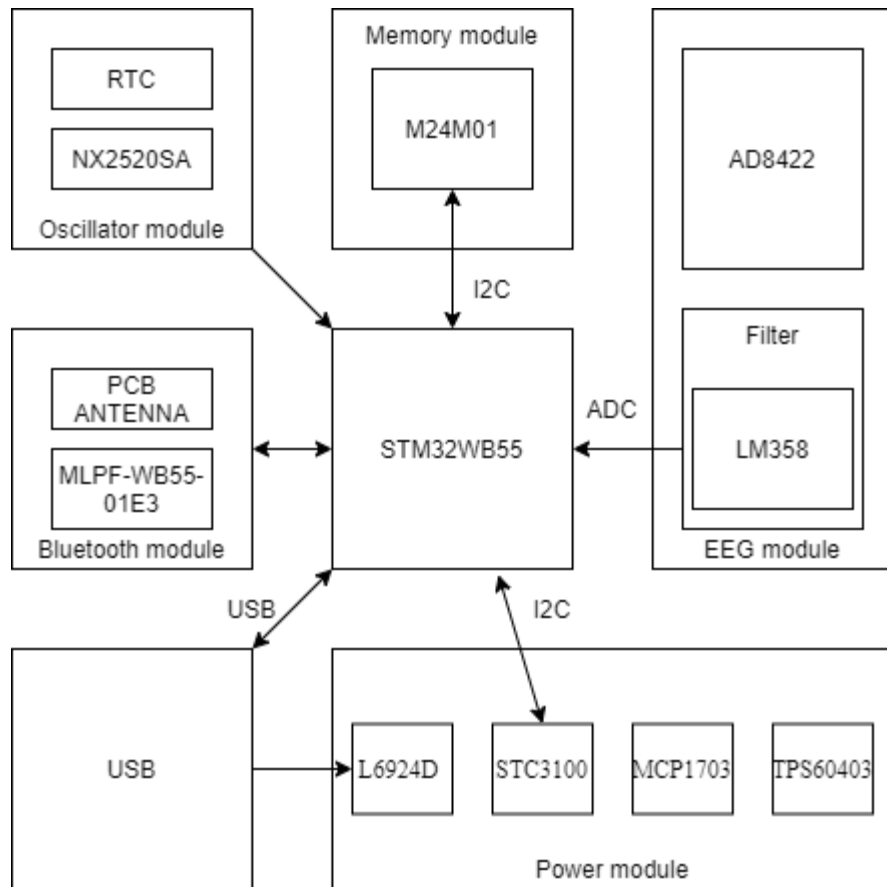 RTC
NX2520SA
Oscillator module
Memory module
M24M01
I2C
AD8422
Filter
LM358
EEG module
PCB
ANTENNA
MLPF-WB55-
01E3
Bluetooth module
STM32WB55
ADC
USB
I2C
USB
L6924D
STC3100
MCP1703
TPS60403
Power module